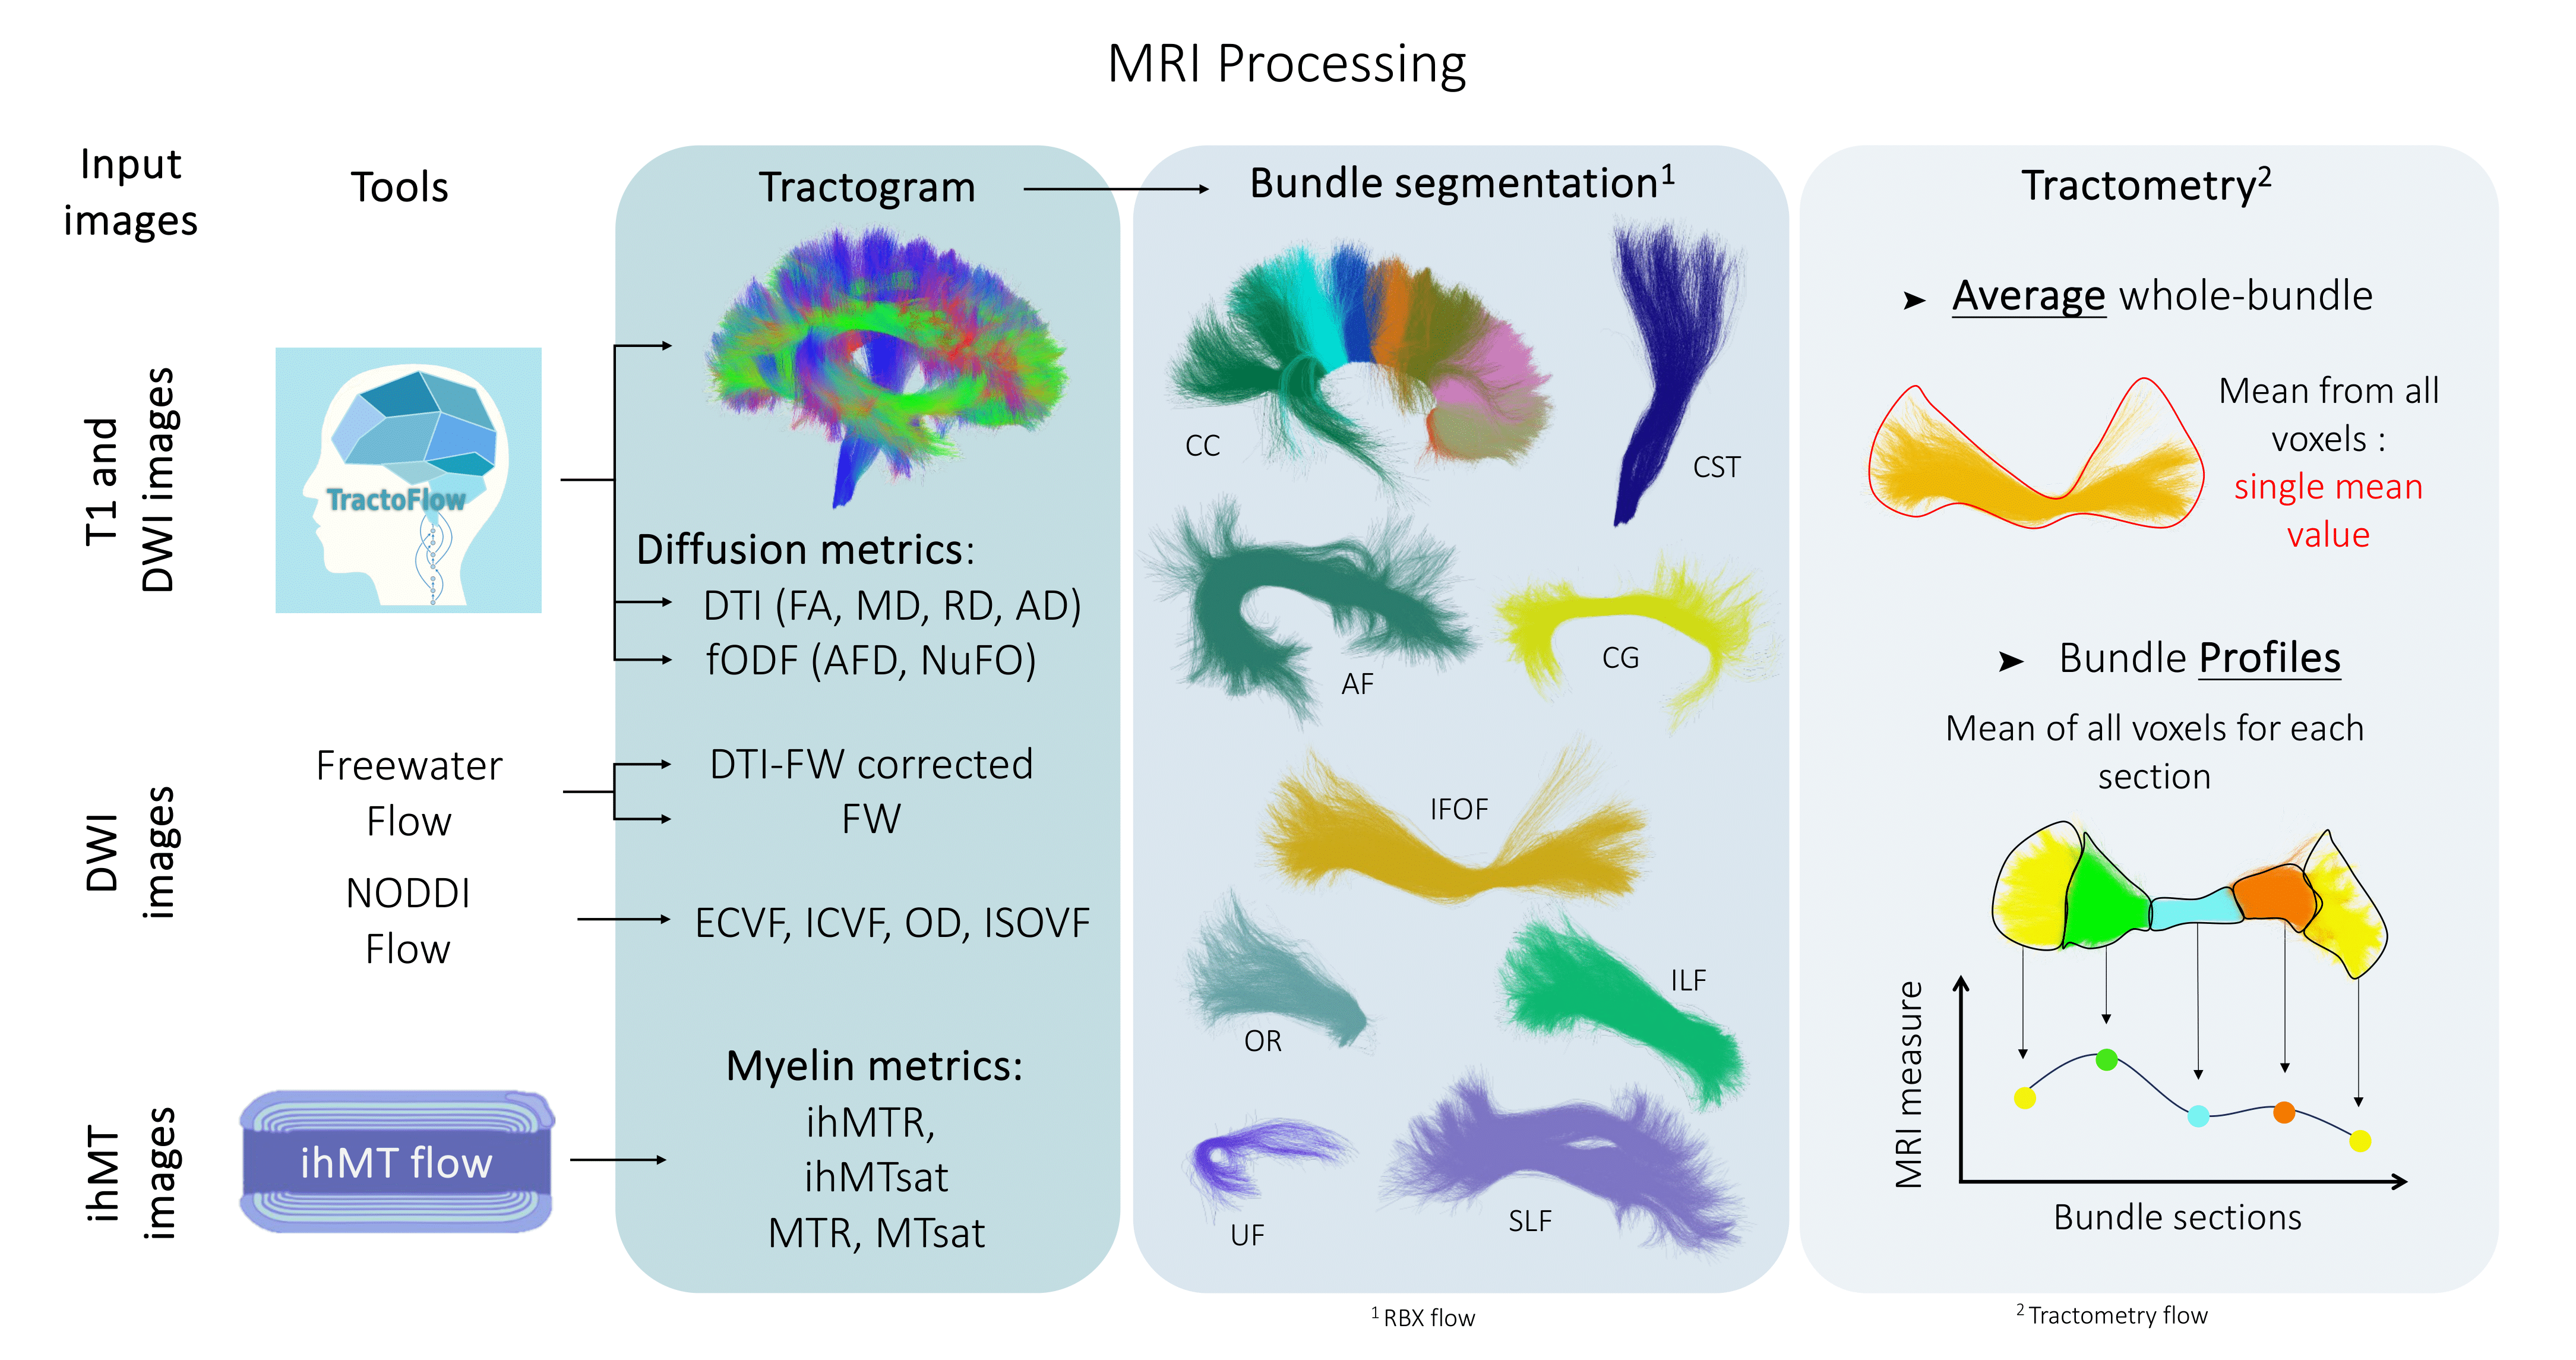 MRI Processing
Input
images
Tools
Tractogram
Bundle segmentation¹
Tractometry²
T1 and
DWI images
TractoFlow
Diffusion metrics:
DTI (FA, MD, RD, AD)
fODF (AFD, NuFO)
DWI
images
Freewater
Flow
DTI-FW corrected
FW
NODDI
Flow
ECVF, ICVF, OD, ISOVF
ihMT
images
ihMT flow
Myelin metrics:
ihMTR,
ihMTsat
MTR, MTsat
CC
CST
AF
CG
IFOF
OR
ILF
UF
SLF
¹ RBX flow
➤ Average whole-bundle
Mean from all
voxels :
single mean
value
➤ Bundle Profiles
Mean of all voxels for each
section
MRI measure
Bundle sections
² Tractometry flow